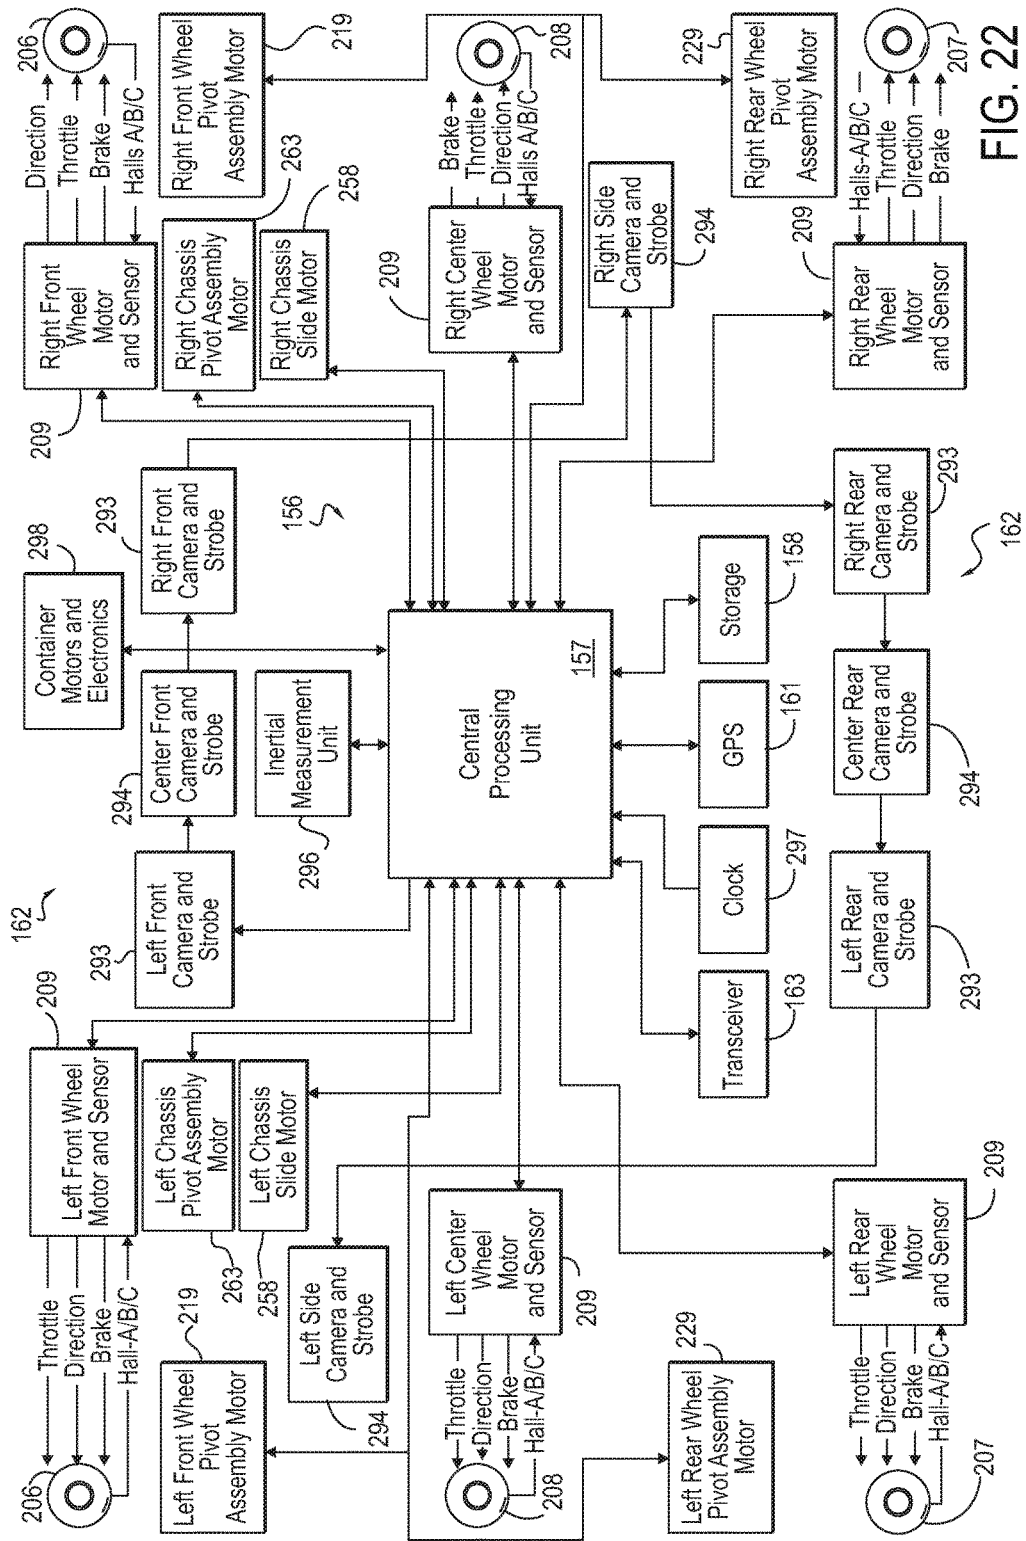 206
Direction
Throttle
Brake
Halls A/B/C
Right Front
Wheel
Motor
and Sensor
209
Right Front Wheel
Pivot
Assembly Motor
219
Right Chassis
Pivot Assembly
Motor
263
Right Chassis
Slide Motor
258
208
Brake
Throttle
Direction
Halls A/B/C
Right Center
Wheel
Motor
and Sensor
209
Right Side
Camera and
Strobe
294
Right Rear Wheel
Pivot
Assembly Motor
229
207
Halls-A/B/C
Throttle
Direction
Brake
Right Rear
Wheel
Motor
and Sensor
209
FIG. 22
Container
Motors and
Electronics
298
Right Front
Camera and
Strobe
293
156
Center Front
Camera and
Strobe
294
Inertial
Measurement
Unit
296
Left Front
Camera and
Strobe
293
162
Central
Processing
Unit
157
Storage
158
GPS
161
Clock
297
Transceiver
163
Right Rear
Camera and
Strobe
293
162
Center Rear
Camera and
Strobe
294
Left Rear
Camera and
Strobe
293
Left Front Wheel
Motor and Sensor
209
Throttle
Direction
Brake
Hall-A/B/C
206
Left Chassis
Pivot Assembly
Motor
263
Left Chassis
Slide Motor
258
Left Front Wheel
Pivot
Assembly Motor
219
Left Side
Camera and
Strobe
294
Left Center
Wheel
Motor
and Sensor
209
Throttle
Direction
Brake
Hall-A/B/C
208
Left Rear Wheel
Pivot Assembly
Motor
229
Left Rear
Wheel
Motor
and Sensor
209
Throttle
Direction
Brake
Hall-A/B/C
207